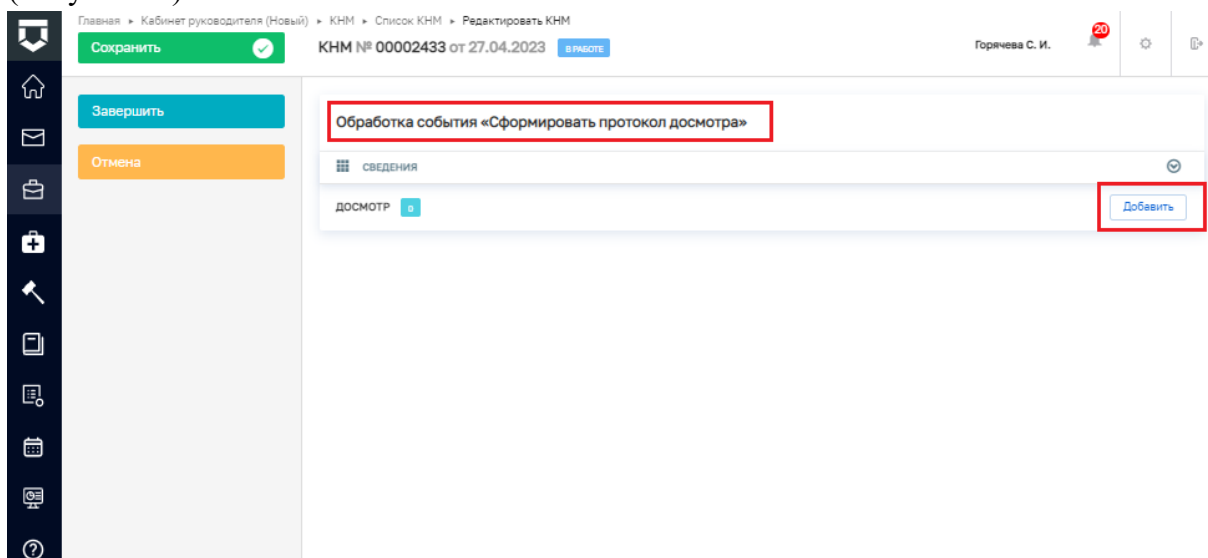 Главная ▸ Кабинет руководителя (Новый) ▸ КНМ ▸ Список КНМ ▸ Редактировать КНМ
Сохранить
КНМ № 00002433 от 27.04.2023 В РАБОТЕ
Горячева С. И.
20
Завершить
Отмена
Обработка события «Сформировать протокол досмотра»
СВЕДЕНИЯ
ДОСМОТР 0
Добавить